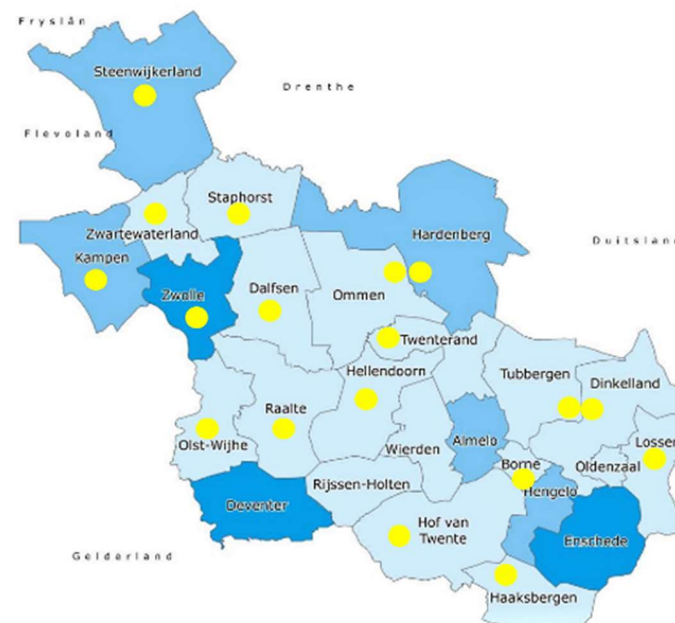 Fryslân
Steenwijkerland
Drenthe
Flevoland
Staphorst
Zwartewaterland
Hardenberg
Duitsland
Kampen
Dalfsen
Zwolle
Ommen
Twenterand
Hellendoorn
Tubbergen
Dinkelland
Raalte
Olst-Wijhe
Almelo
Losser
Wierden
Borne
Oldenzaal
Rijssen-Holten
Hengelo
Deventer
Hof van
Twente
Enschede
Gelderland
Haaksbergen